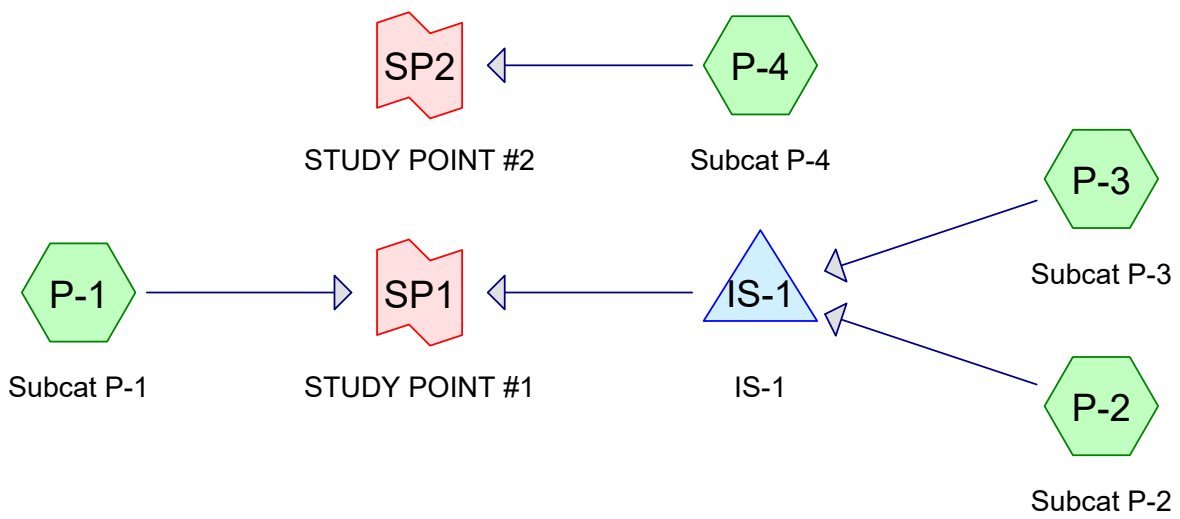 SP2
P-4
STUDY POINT #2
Subcat P-4
P-3
Subcat P-3
P-1
SP1
IS-1
Subcat P-1
STUDY POINT #1
IS-1
P-2
Subcat P-2